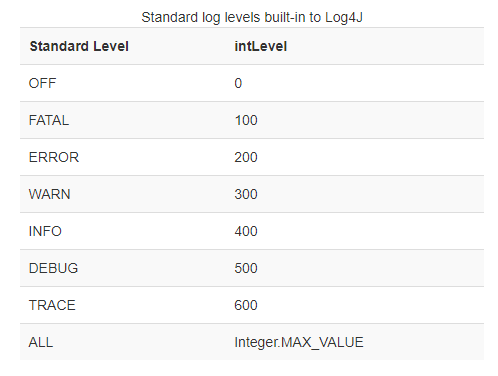 Standard log levels built-in to Log4J
Standard Level intLevel
OFF 0
FATAL 100
ERROR 200
WARN 300
INFO 400
DEBUG 500
TRACE 600
ALL Integer.MAX_VALUE